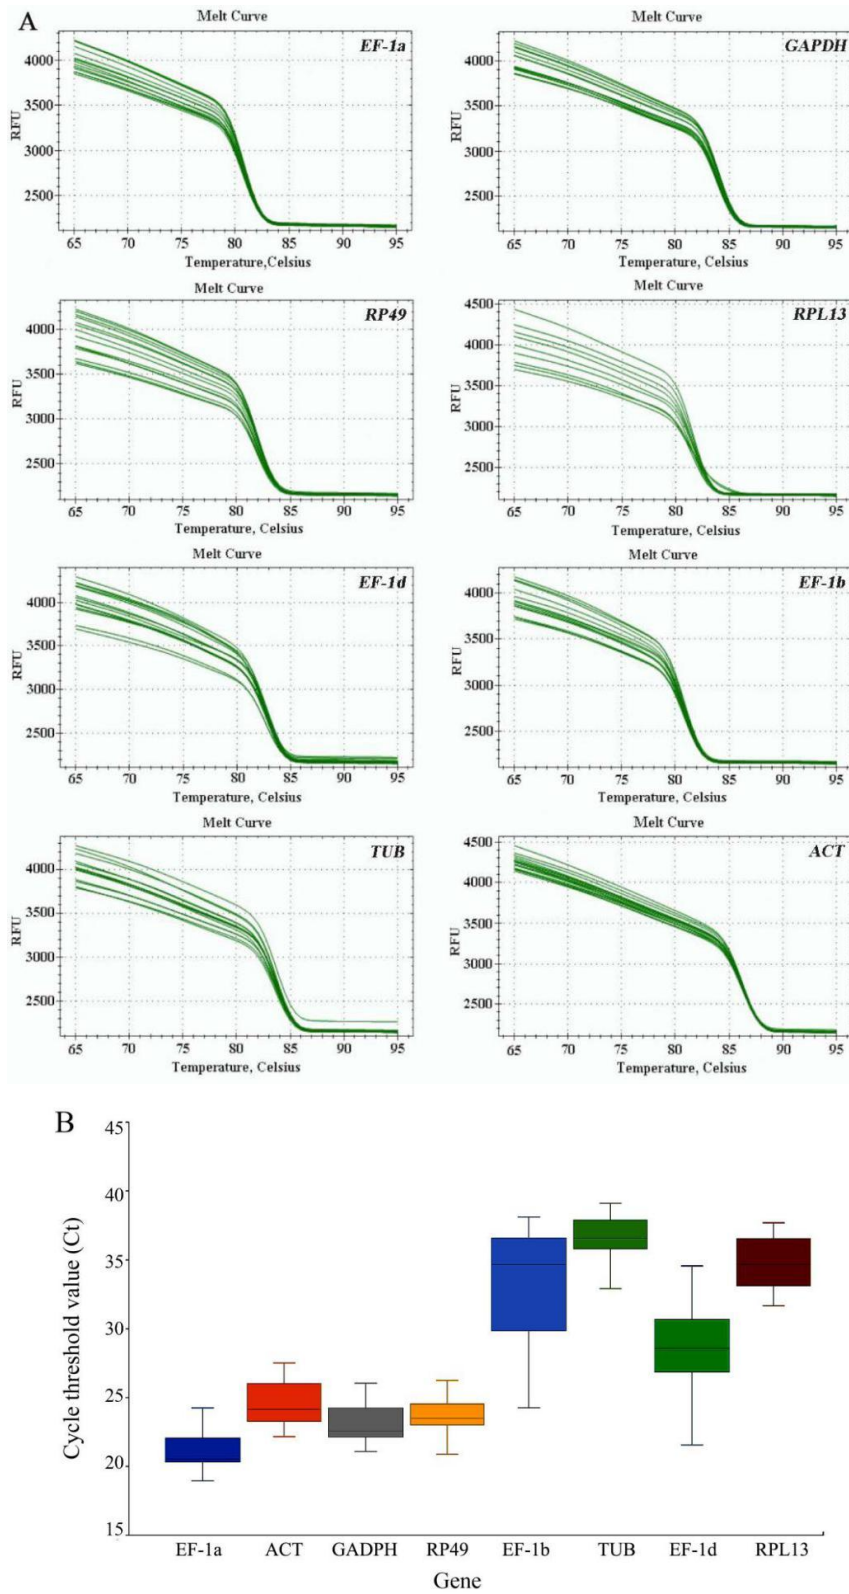 A
Melt Curve
EF-1a
4000
3500
3000
2500
RFU
65 70 75 80 85 90 95
Temperature,Celsius
Melt Curve
GAPDH
4000
3500
3000
2500
RFU
65 70 75 80 85 90 95
Temperature, Celsius
Melt Curve
RP49
4000
3500
3000
2500
RFU
65 70 75 80 85 90 95
Temperature, Celsius
Melt Curve
RPL13
4500
4000
3500
3000
2500
RFU
65 70 75 80 85 90 95
Temperature, Celsius
Melt Curve
EF-1d
4000
3500
3000
2500
RFU
65 70 75 80 85 90 95
Temperature, Celsius
Melt Curve
EF-1b
4000
3500
3000
2500
RFU
65 70 75 80 85 90 95
Temperature, Celsius
Melt Curve
TUB
4000
3500
3000
2500
RFU
65 70 75 80 85 90 95
Temperature, Celsius
Melt Curve
ACT
4500
4000
3500
3000
2500
RFU
65 70 75 80 85 90 95
Temperature, Celsius
B
45
40
35
30
25
20
15
Cycle threshold value (Ct)
EF-1a ACT GADPH RP49 EF-1b TUB EF-1d RPL13
Gene